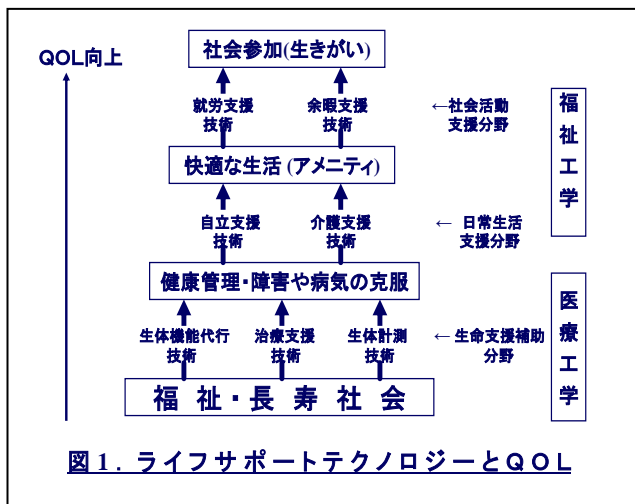 社会参加(生きがい)
QOL向上
就労支援 余暇支援 ←社会活動
技術 技術 支援分野
快適な生活 (アメニティ)
福祉工学
自立支援 介護支援 ← 日常生活
技術 技術 支援分野
健康管理・障害や病気の克服
生体機能代行 治療支援 生体計測 ← 生命支援補助
技術 技術 技術 分野
医療工学
福祉・長寿社会
図1. ライフサポートテクノロジーとQOL